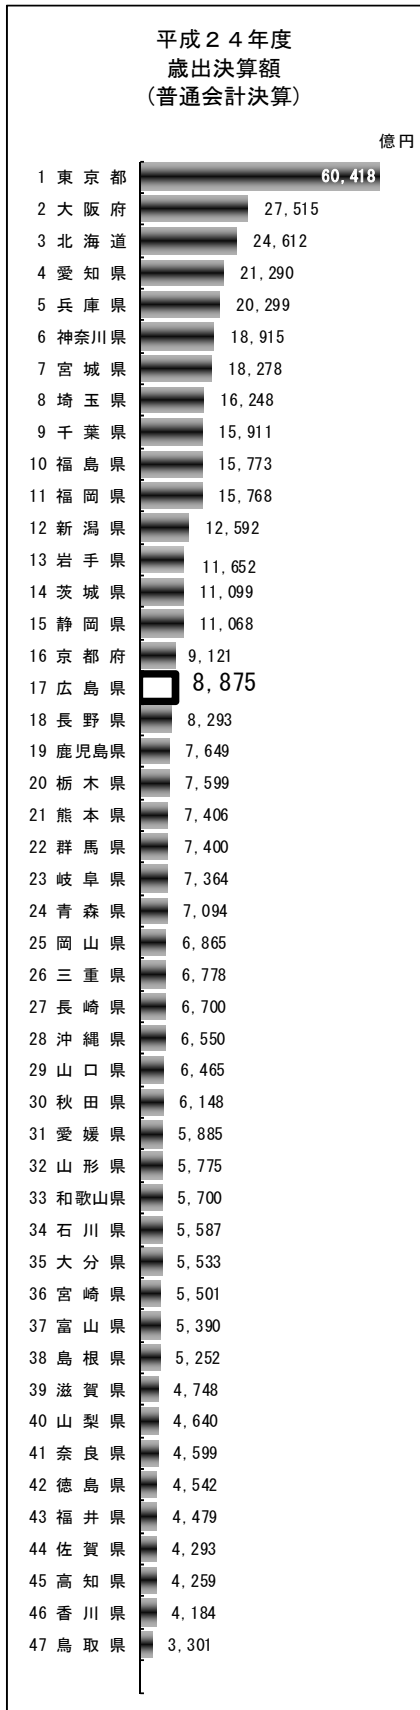 平成２４年度
歳出決算額
(普通会計決算)
億円
1 東京都 60,418
2 大阪府 27,515
3 北海道 24,612
4 愛知県 21,290
5 兵庫県 20,299
6 神奈川県 18,915
7 宮城県 18,278
8 埼玉県 16,248
9 千葉県 15,911
10 福島県 15,773
11 福岡県 15,768
12 新潟県 12,592
13 岩手県 11,652
14 茨城県 11,099
15 静岡県 11,068
16 京都府 9,121
17 広島県 8,875
18 長野県 8,293
19 鹿児島県 7,649
20 栃木県 7,599
21 熊本県 7,406
22 群馬県 7,400
23 岐阜県 7,364
24 青森県 7,094
25 岡山県 6,865
26 三重県 6,778
27 長崎県 6,700
28 沖縄県 6,550
29 山口県 6,465
30 秋田県 6,148
31 愛媛県 5,885
32 山形県 5,775
33 和歌山県 5,700
34 石川県 5,587
35 大分県 5,533
36 宮崎県 5,501
37 富山県 5,390
38 島根県 5,252
39 滋賀県 4,748
40 山梨県 4,640
41 奈良県 4,599
42 徳島県 4,542
43 福井県 4,479
44 佐賀県 4,293
45 高知県 4,259
46 香川県 4,184
47 鳥取県 3,301